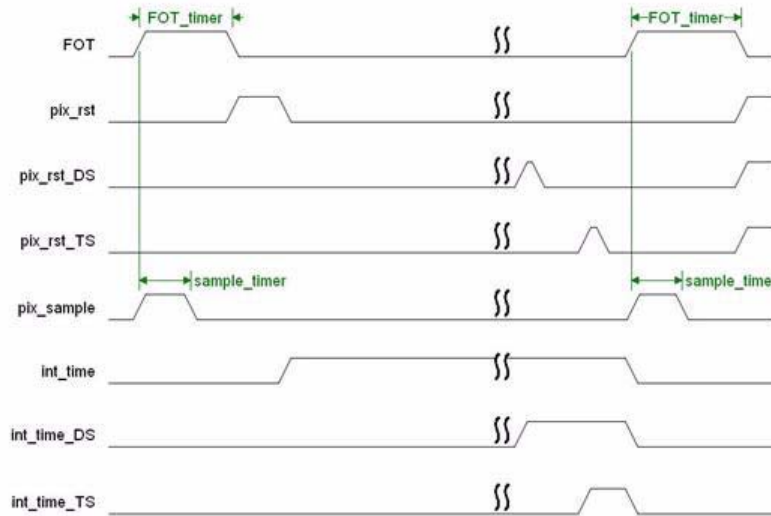 FOT_timer FOT_timer
FOT
pix_rst
pix_rst_DS
pix_rst_TS
sample_timer sample_time
pix_sample
int_time
int_time_DS
int_time_TS